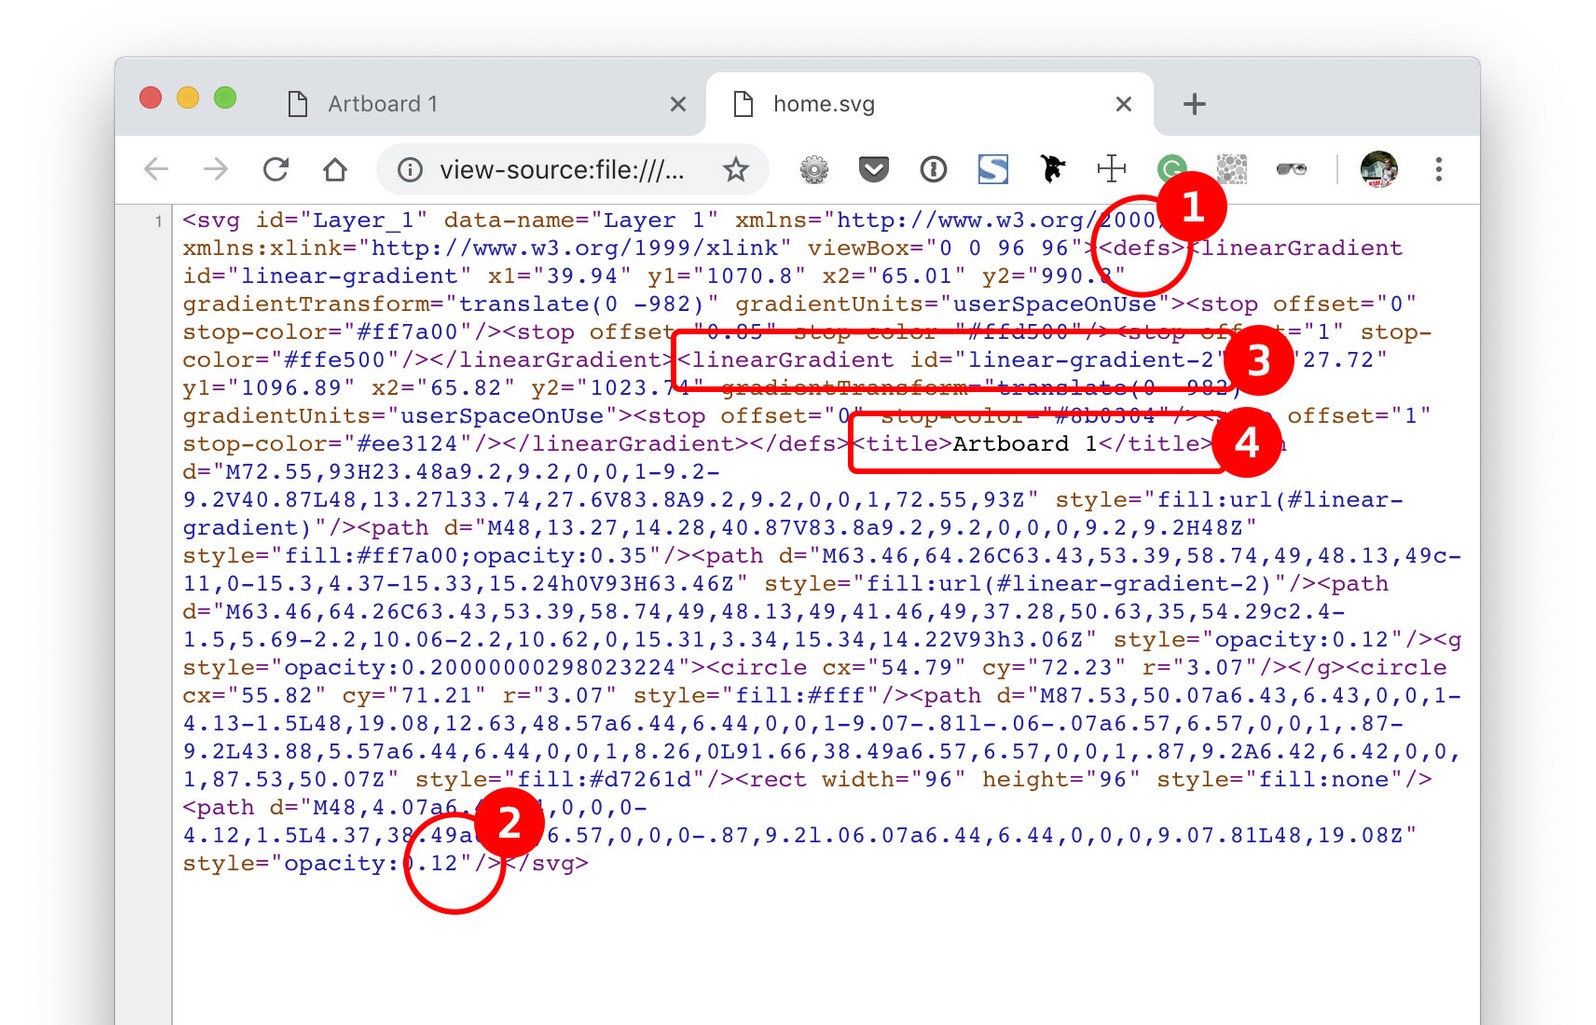 Artboard 1
home.svg
view-source:file:///...
1
<svg id="Layer_1" data-name="Layer 1" xmlns="http://www.w3.org/2000/
1
xmlns:xlink="http://www.w3.org/1999/xlink" viewBox="0 0 96 96"><defs><linearGradient
id="linear-gradient" x1="39.94" y1="1070.8" x2="65.01" y2="990.8"
gradientTransform="translate(0 -982)" gradientUnits="userSpaceOnUse"><stop offset="0"
stop-color="#ff7a00"/><stop offset="0.85" stop-color="#ffd500"/><stop offset="1" stop-
color="#ffe500"/></linearGradient><linearGradient id="linear-gradient-2" "27.72"
3
y1="1096.89" x2="65.82" y2="1023.74" gradientTransform="translate(0 -982)
gradientUnits="userSpaceOnUse"><stop offset="0" stop-color="#8b0304"/>< offset="1"
stop-color="#ee3124"/></linearGradient></defs><title>Artboard 1</title>
4
d="M72.55,93H23.48a9.2,9.2,0,0,1-9.2-
9.2V40.87L48,13.27l33.74,27.6V83.8A9.2,9.2,0,0,1,72.55,93Z" style="fill:url(#linear-
gradient)"/><path d="M48,13.27,14.28,40.87V83.8a9.2,9.2,0,0,0,9.2,9.2H48Z"
style="fill:#ff7a00;opacity:0.35"/><path d="M63.46,64.26C63.43,53.39,58.74,49,48.13,49c-
11,0-15.3,4.37-15.33,15.24h0V93H63.46Z" style="fill:url(#linear-gradient-2)"/><path
d="M63.46,64.26C63.43,53.39,58.74,49,48.13,49,41.46,49,37.28,50.63,35,54.29c2.4-
1.5,5.69-2.2,10.06-2.2,10.62,0,15.31,3.34,15.34,14.22V93h3.06Z" style="opacity:0.12"/><g
style="opacity:0.20000000298023224"><circle cx="54.79" cy="72.23" r="3.07"/></g><circle
cx="55.82" cy="71.21" r="3.07" style="fill:#fff"/><path d="M87.53,50.07a6.43,6.43,0,0,1-
4.13-1.5L48,19.08,12.63,48.57a6.44,6.44,0,0,1-9.07-.81l-.06-.07a6.57,6.57,0,0,1,.87-
9.2L43.88,5.57a6.44,6.44,0,0,1,8.26,0L91.66,38.49a6.57,6.57,0,0,1,.87,9.2A6.42,6.42,0,0,
1,87.53,50.07Z" style="fill:#d7261d"/><rect width="96" height="96" style="fill:none"/>
<path d="M48,4.07a6. ,0,0,0-
2
4.12,1.5L4.37,38.49a 6.57,0,0,0-.87,9.2l.06.07a6.44,6.44,0,0,0,9.07.81L48,19.08Z"
style="opacity:0.12"/></svg>